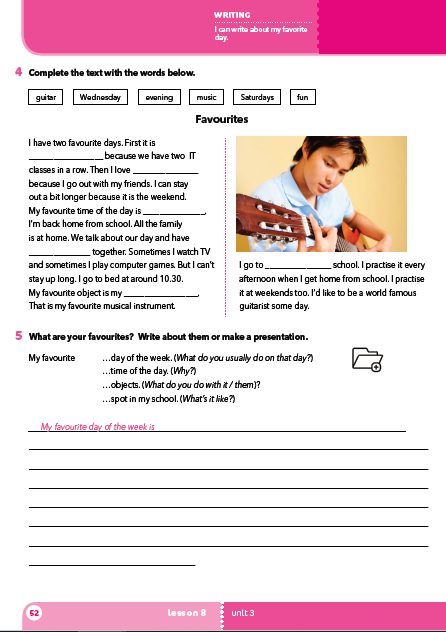 WRITING
I can write about my favorite
day.
4 Complete the text with the words below.
guitar Wednesday evening music Saturdays fun
Favourites
I have two favourite days. First it is
________________ because we have two IT
classes in a row. Then I love ______________
because I go out with my friends. I can stay
out a bit longer because it is the weekend.
My favourite time of the day is _____________.
I'm back home from school. All the family
is at home. We talk about our day and have
___________________ together. Sometimes I watch TV
and sometimes I play computer games. But I can't
stay up long. I go to bed at around 10.30.
My favourite object is my ________________.
That is my favourite musical instrument.
I go to ______________ school. I practise it every
afternoon when I get home from school. I practise
it at weekends too. I'd like to be a world famous
guitarist some day.
5 What are your favourites? Write about them or make a presentation.
My favourite …day of the week. (What do you usually do on that day?)
…time of the day. (Why?)
…objects. (What do you do with it / them)?
…spot in my school. (What's it like?)
My favourite day of the week is
52 lesson 8 unit 3